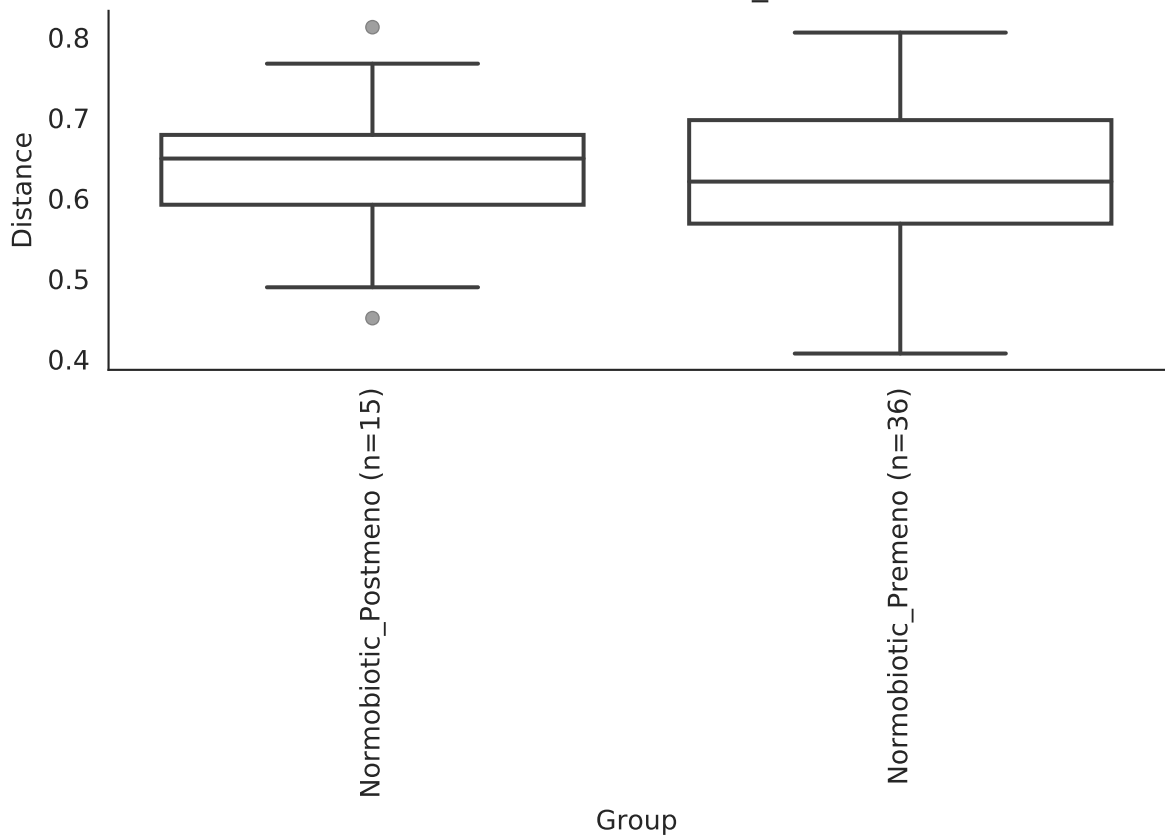 Distance
0.8
0.7
0.6
0.5
0.4
Normobiotic_Postmeno (n=15)
Normobiotic_Premeno (n=36)
Group